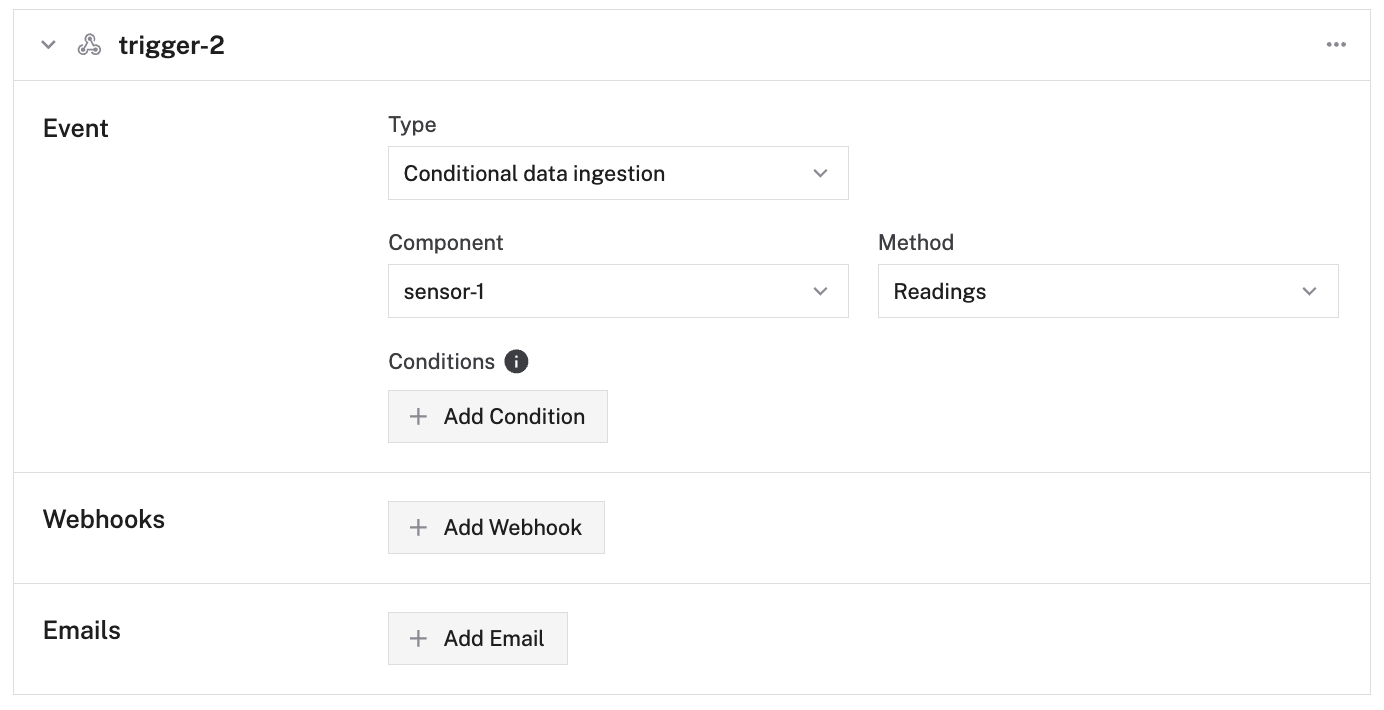 trigger-2
Event
Type
Conditional data ingestion
Component
Method
sensor-1
Readings
Conditions
Add Condition
Webhooks
Add Webhook
Emails
Add Email